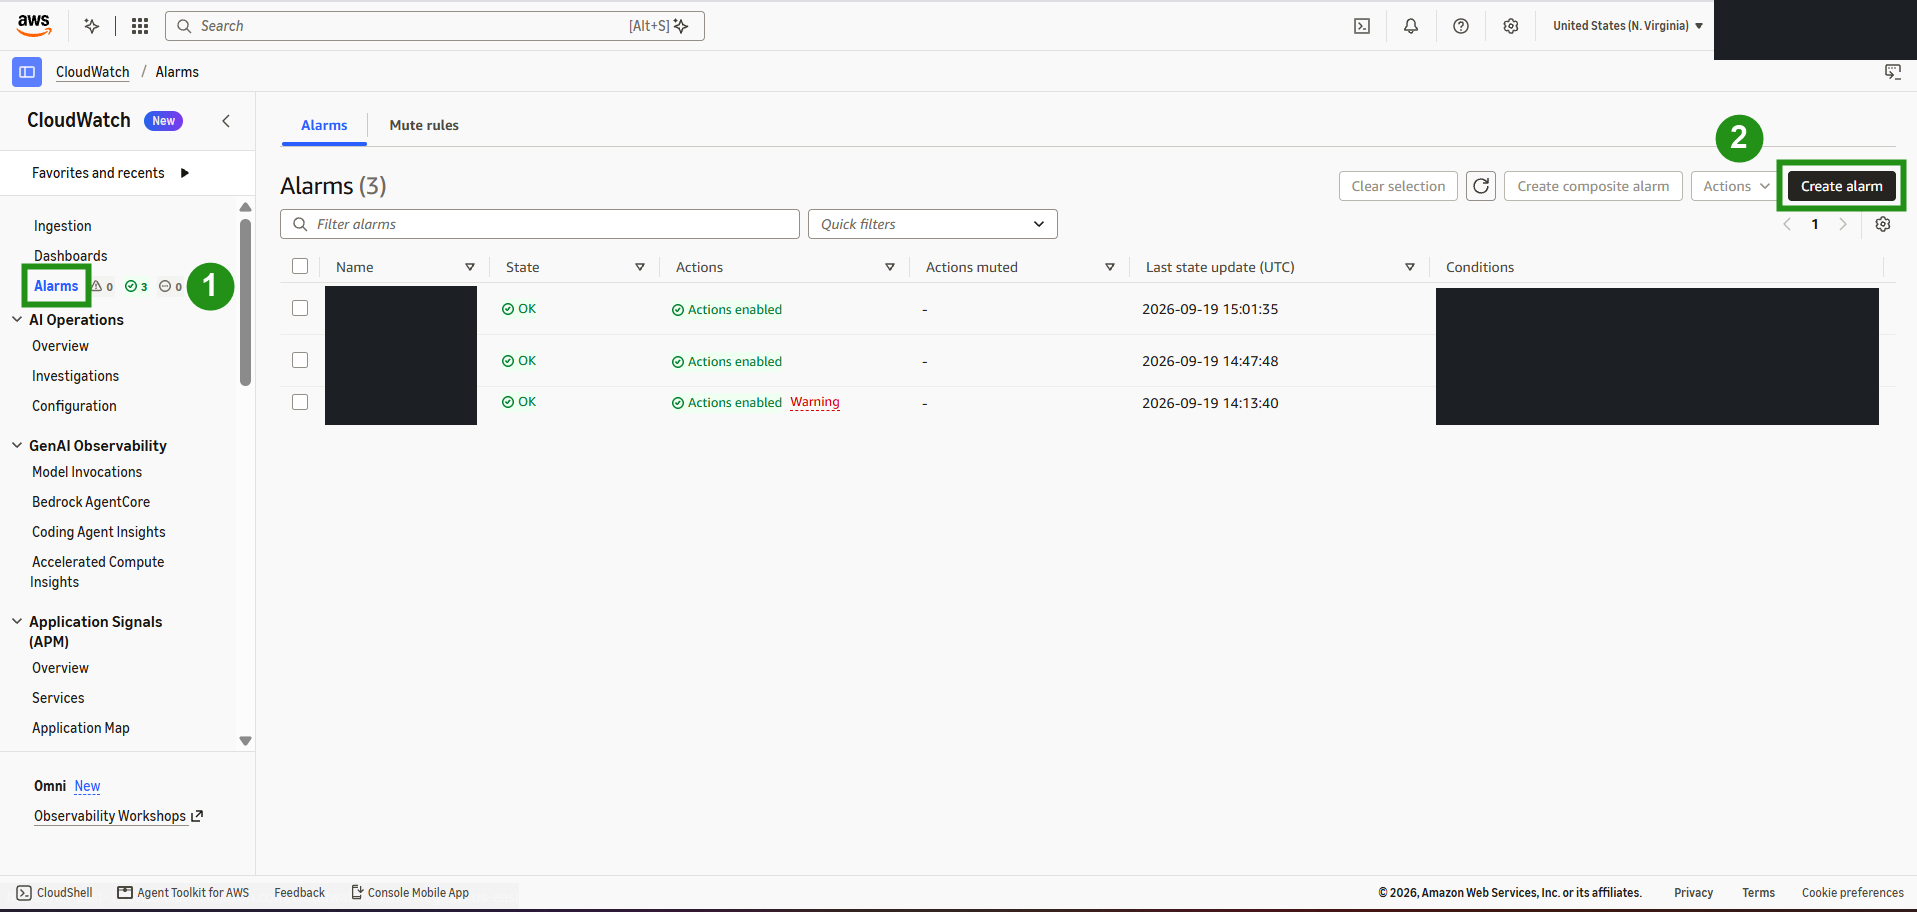 aws
Search [Alt+S]
United States (N. Virginia)
CloudWatch / Alarms
CloudWatch New
Favorites and recents
Ingestion
Dashboards
Alarms 0 3 0
1
AI Operations
Overview
Investigations
Configuration
GenAI Observability
Model Invocations
Bedrock AgentCore
Coding Agent Insights
Accelerated Compute
Insights
Application Signals
(APM)
Overview
Services
Application Map
Omni New
Observability Workshops
Alarms Mute rules
2
Alarms (3)
Clear selection Create composite alarm Actions Create alarm
Filter alarms Quick filters 1
Name State Actions Actions muted Last state update (UTC) Conditions
OK Actions enabled - 2026-09-19 15:01:35
OK Actions enabled - 2026-09-19 14:47:48
OK Actions enabled Warning - 2026-09-19 14:13:40
CloudShell Agent Toolkit for AWS Feedback Console Mobile App © 2026, Amazon Web Services, Inc. or its affiliates. Privacy Terms Cookie preferences